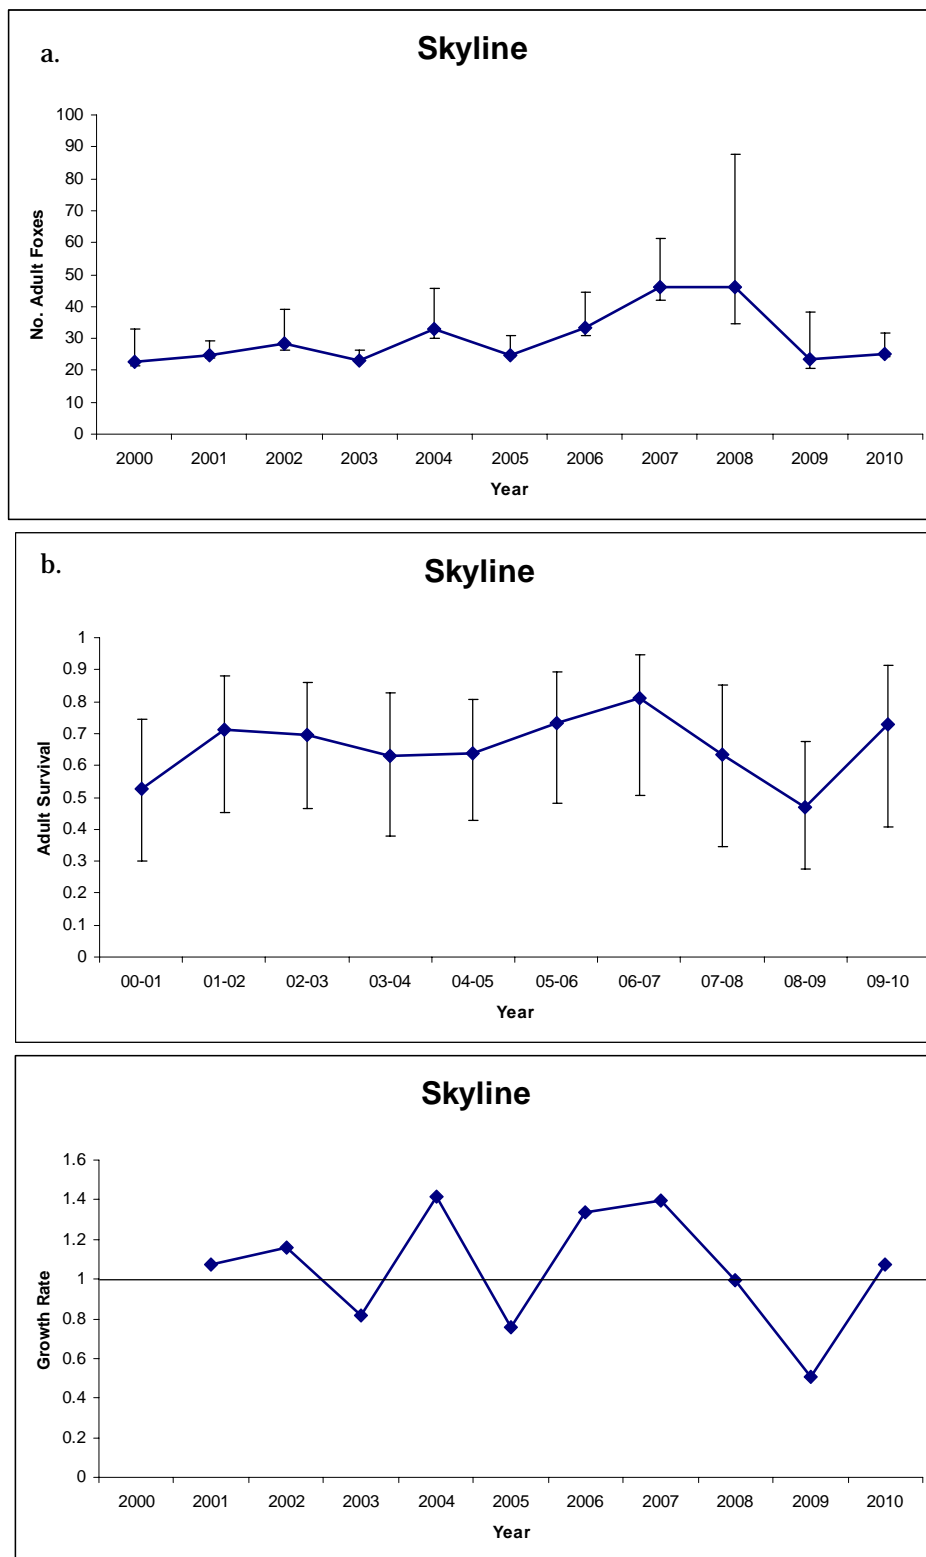 a.
Skyline
No. Adult Foxes
100
90
80
70
60
50
40
30
20
10
0
2000 2001 2002 2003 2004 2005 2006 2007 2008 2009 2010
Year
b.
Skyline
Adult Survival
1
0.9
0.8
0.7
0.6
0.5
0.4
0.3
0.2
0.1
0
00-01 01-02 02-03 03-04 04-05 05-06 06-07 07-08 08-09 09-10
Year
Skyline
Growth Rate
1.6
1.4
1.2
1
0.8
0.6
0.4
0.2
0
2000 2001 2002 2003 2004 2005 2006 2007 2008 2009 2010
Year